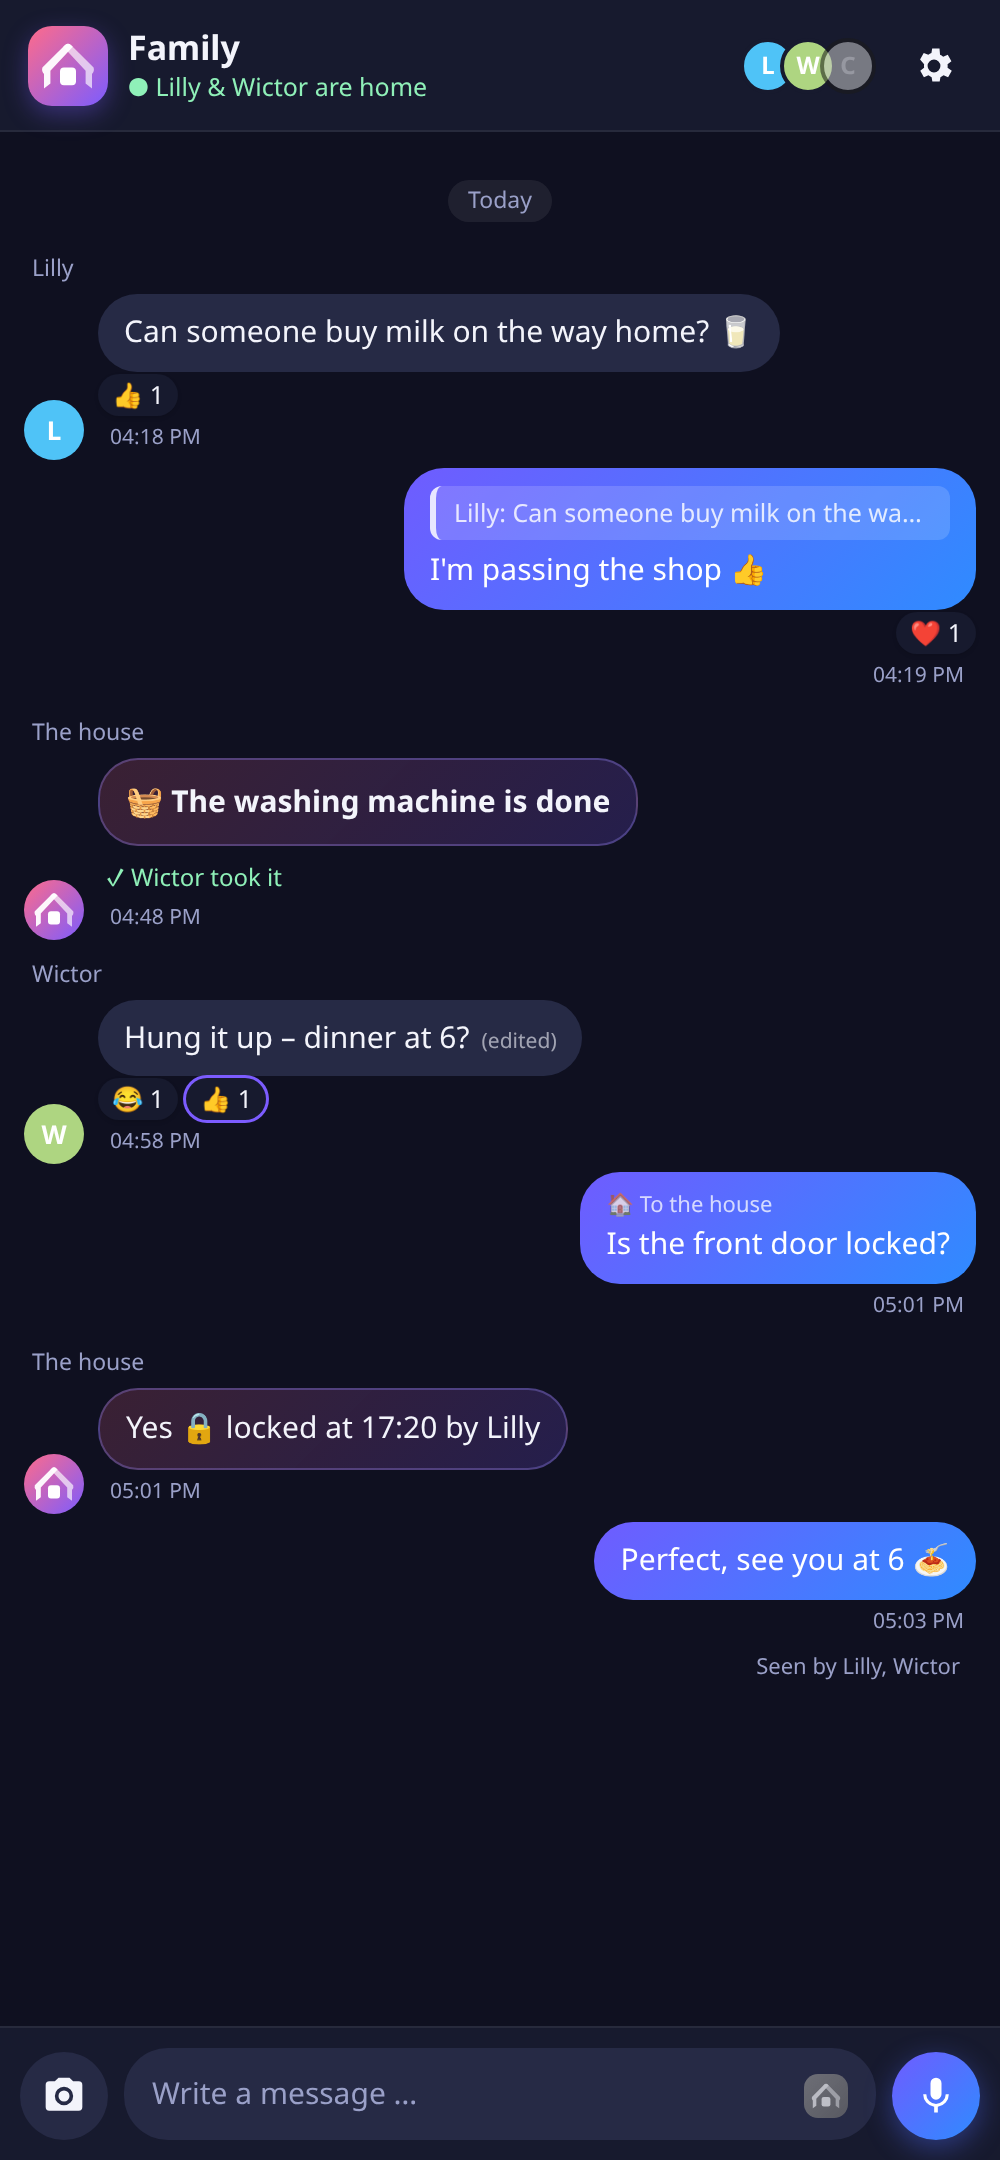 Family
Lilly & Wictor are home
L
W
C
Today
Lilly
Can someone buy milk on the way home? 🥛
👍 1
L
04:18 PM
Lilly: Can someone buy milk on the wa...
I'm passing the shop 👍
❤️ 1
04:19 PM
The house
🧺 The washing machine is done
✓ Wictor took it
04:48 PM
Wictor
Hung it up – dinner at 6? (edited)
😂 1 👍 1
W
04:58 PM
🏠 To the house
Is the front door locked?
05:01 PM
The house
Yes 🔒 locked at 17:20 by Lilly
05:01 PM
Perfect, see you at 6 🍝
05:03 PM
Seen by Lilly, Wictor
Write a message ...